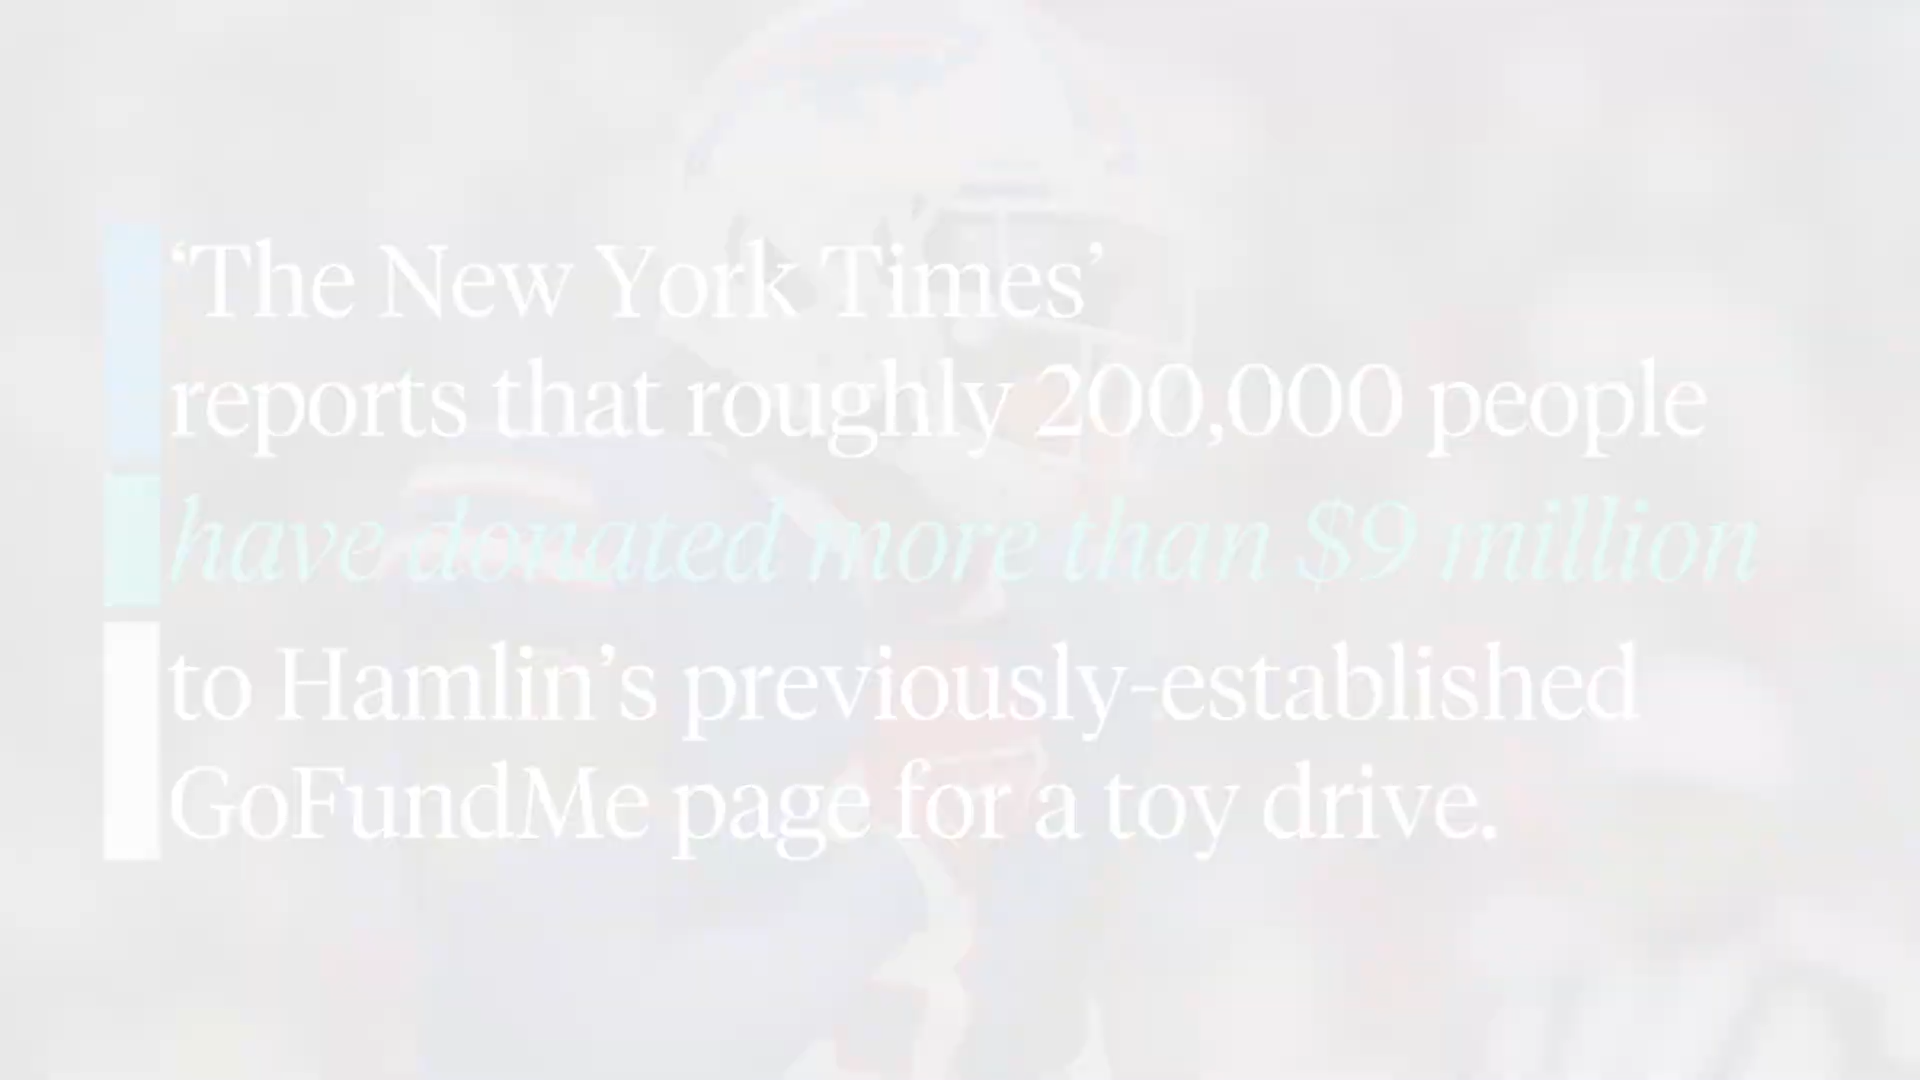 ‘The New York Times’
reports that roughly 200,000 people
have donated more than $9 million
to Hamlin’s previously-established
GoFundMe page for a toy drive.